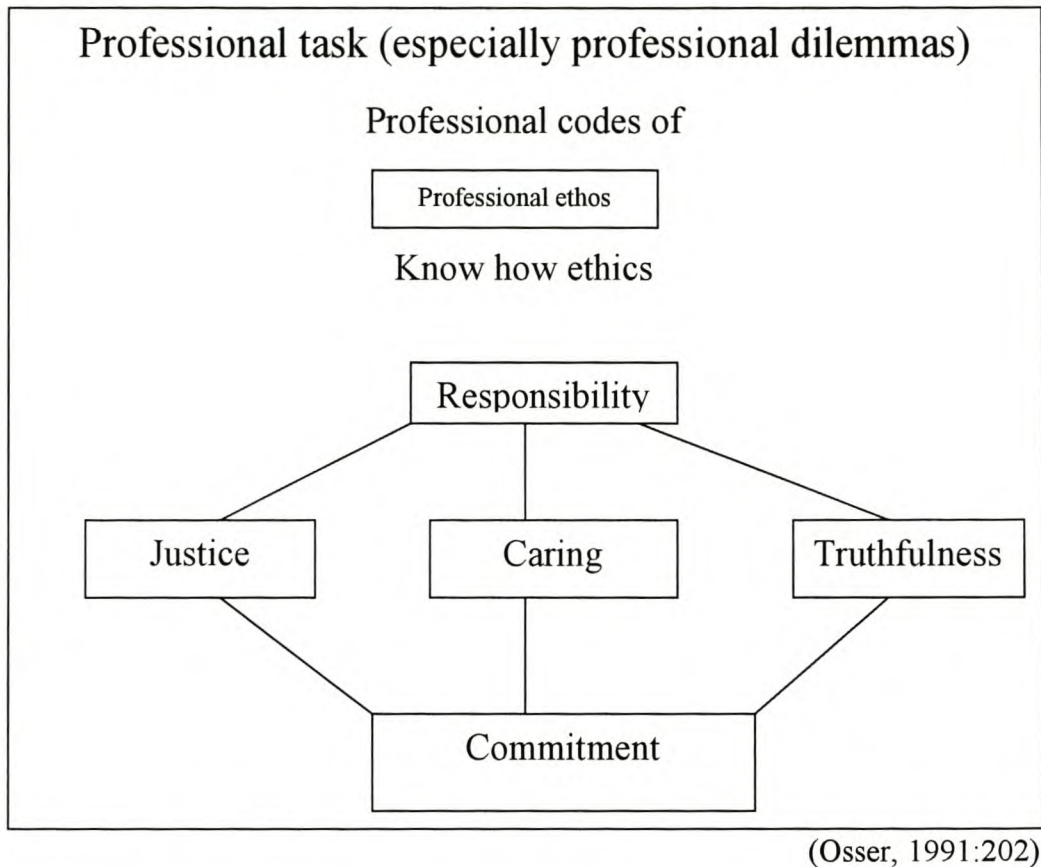 Professional task (especially professional dilemmas)
Professional codes of
Professional ethos
Know how ethics
Responsibility
Justice
Caring
Truthfulness
Commitment
(Osser, 1991:202)